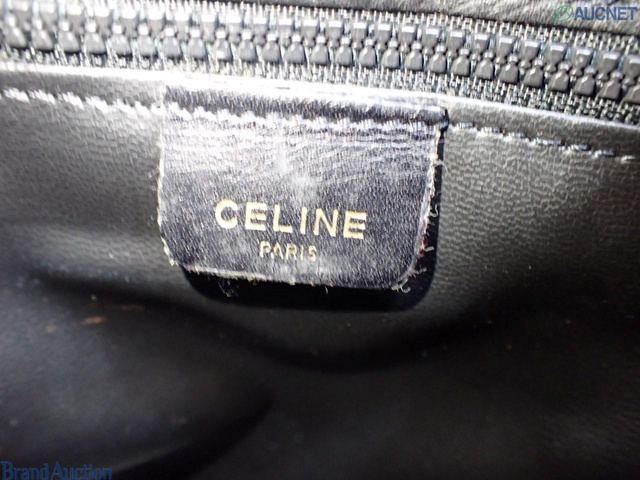 AUCNET
CELINE
PARIS
Brand Auction